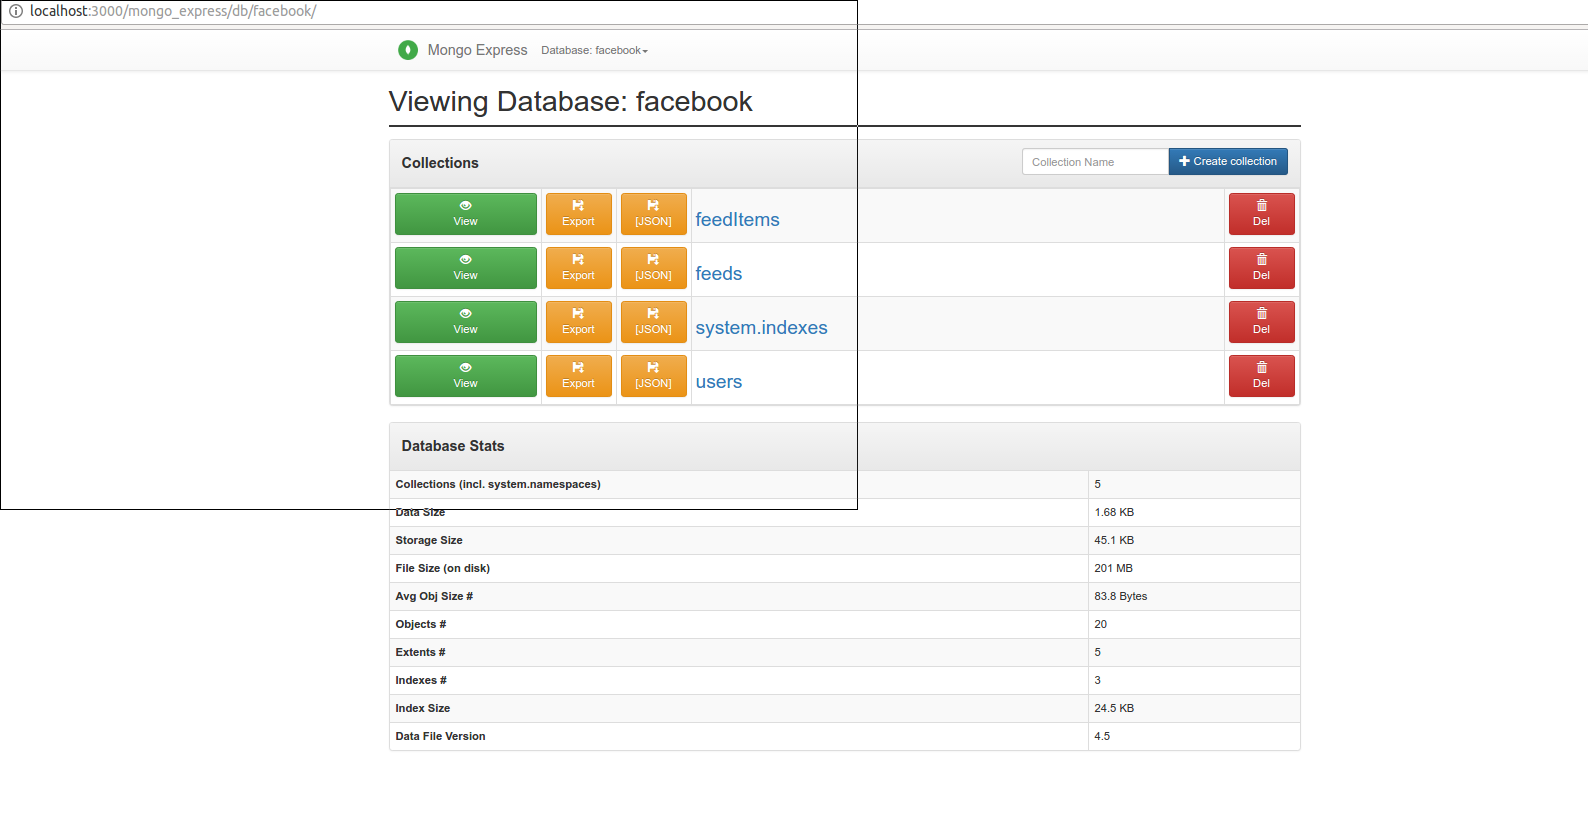 localhost:3000/mongo_express/db/facebook/
Mongo Express Database: facebook
Viewing Database: facebook
Collections Collection Name Create collection
View Export [JSON] feedItems Del
View Export [JSON] feeds Del
View Export [JSON] system.indexes Del
View Export [JSON] users Del
Database Stats
Collections (incl. system.namespaces) 5
Data Size 1.68 KB
Storage Size 45.1 KB
File Size (on disk) 201 MB
Avg Obj Size # 83.8 Bytes
Objects # 20
Extents # 5
Indexes # 3
Index Size 24.5 KB
Data File Version 4.5